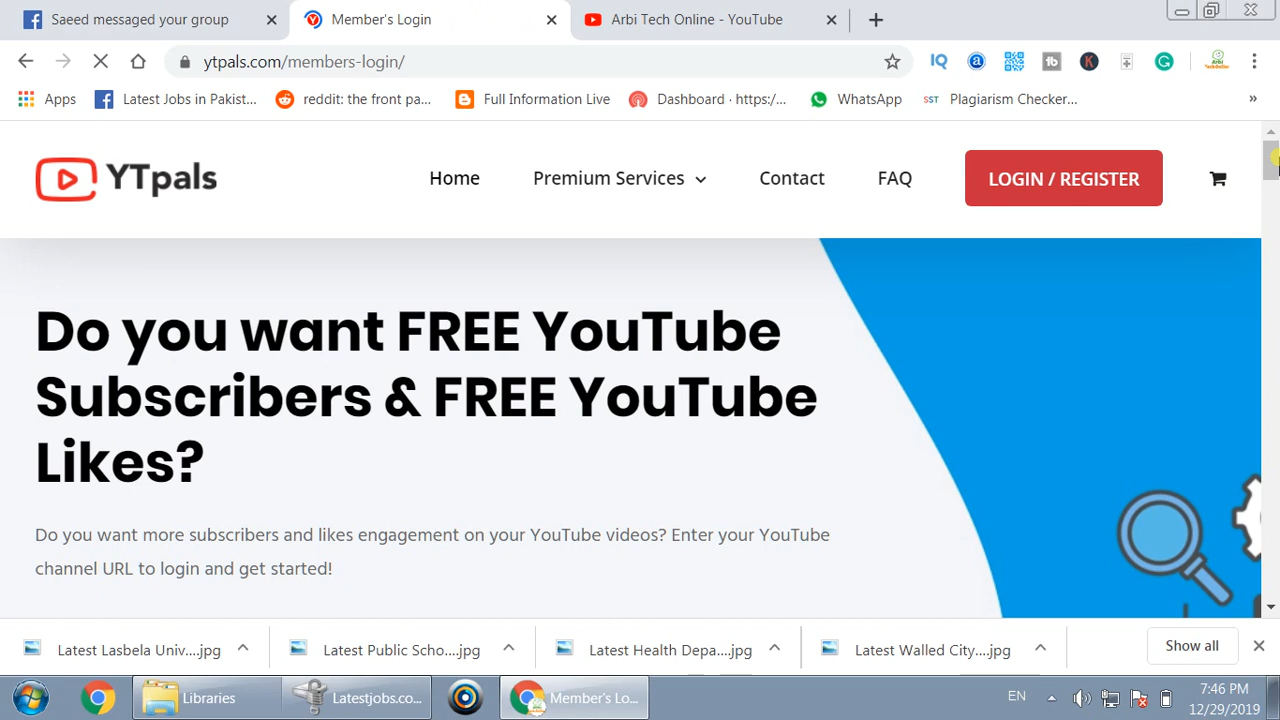 Saeed messaged your group
Member's Login
Arbi Tech Online - YouTube
ytpals.com/members-login/
Apps
Latest Jobs in Pakist...
reddit: the front pa...
Full Information Live
Dashboard · https:/...
WhatsApp
SST
Plagiarism Checker...
»
YTpals
Home
Premium Services
Contact
FAQ
LOGIN / REGISTER
Do you want FREE YouTube
Subscribers & FREE YouTube
Likes?
Do you want more subscribers and likes engagement on your YouTube videos? Enter your YouTube
channel URL to login and get started!
Latest Lasbela Univ....jpg
Latest Public Scho....jpg
Latest Health Depa....jpg
Latest Walled City....jpg
Show all
Libraries
Latestjobs.co...
Member's Lo...
EN
7:46 PM
12/29/2019